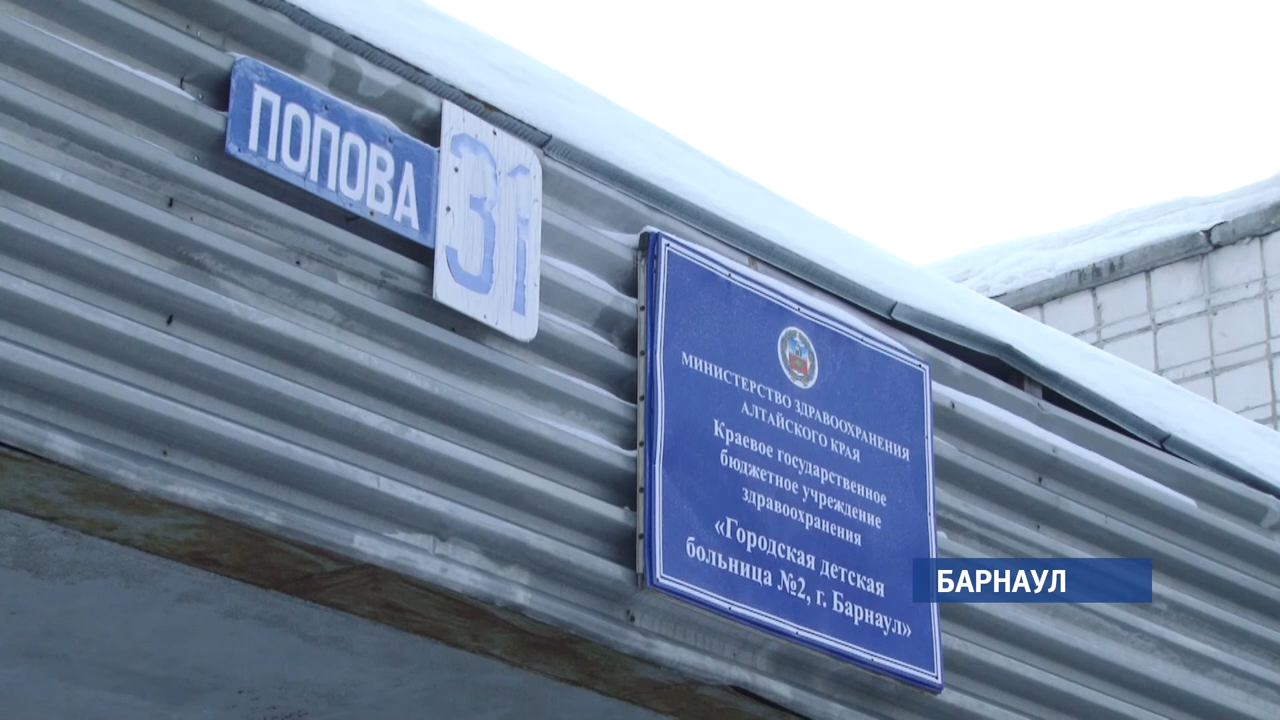 ПОПОВА
31
МИНИСТЕРСТВО ЗДРАВООХРАНЕНИЯ
АЛТАЙСКОГО КРАЯ
Краевое государственное
бюджетное учреждение
здравоохранения
«Городская детская
больница №2, г. Барнаул»
БАРНАУЛ